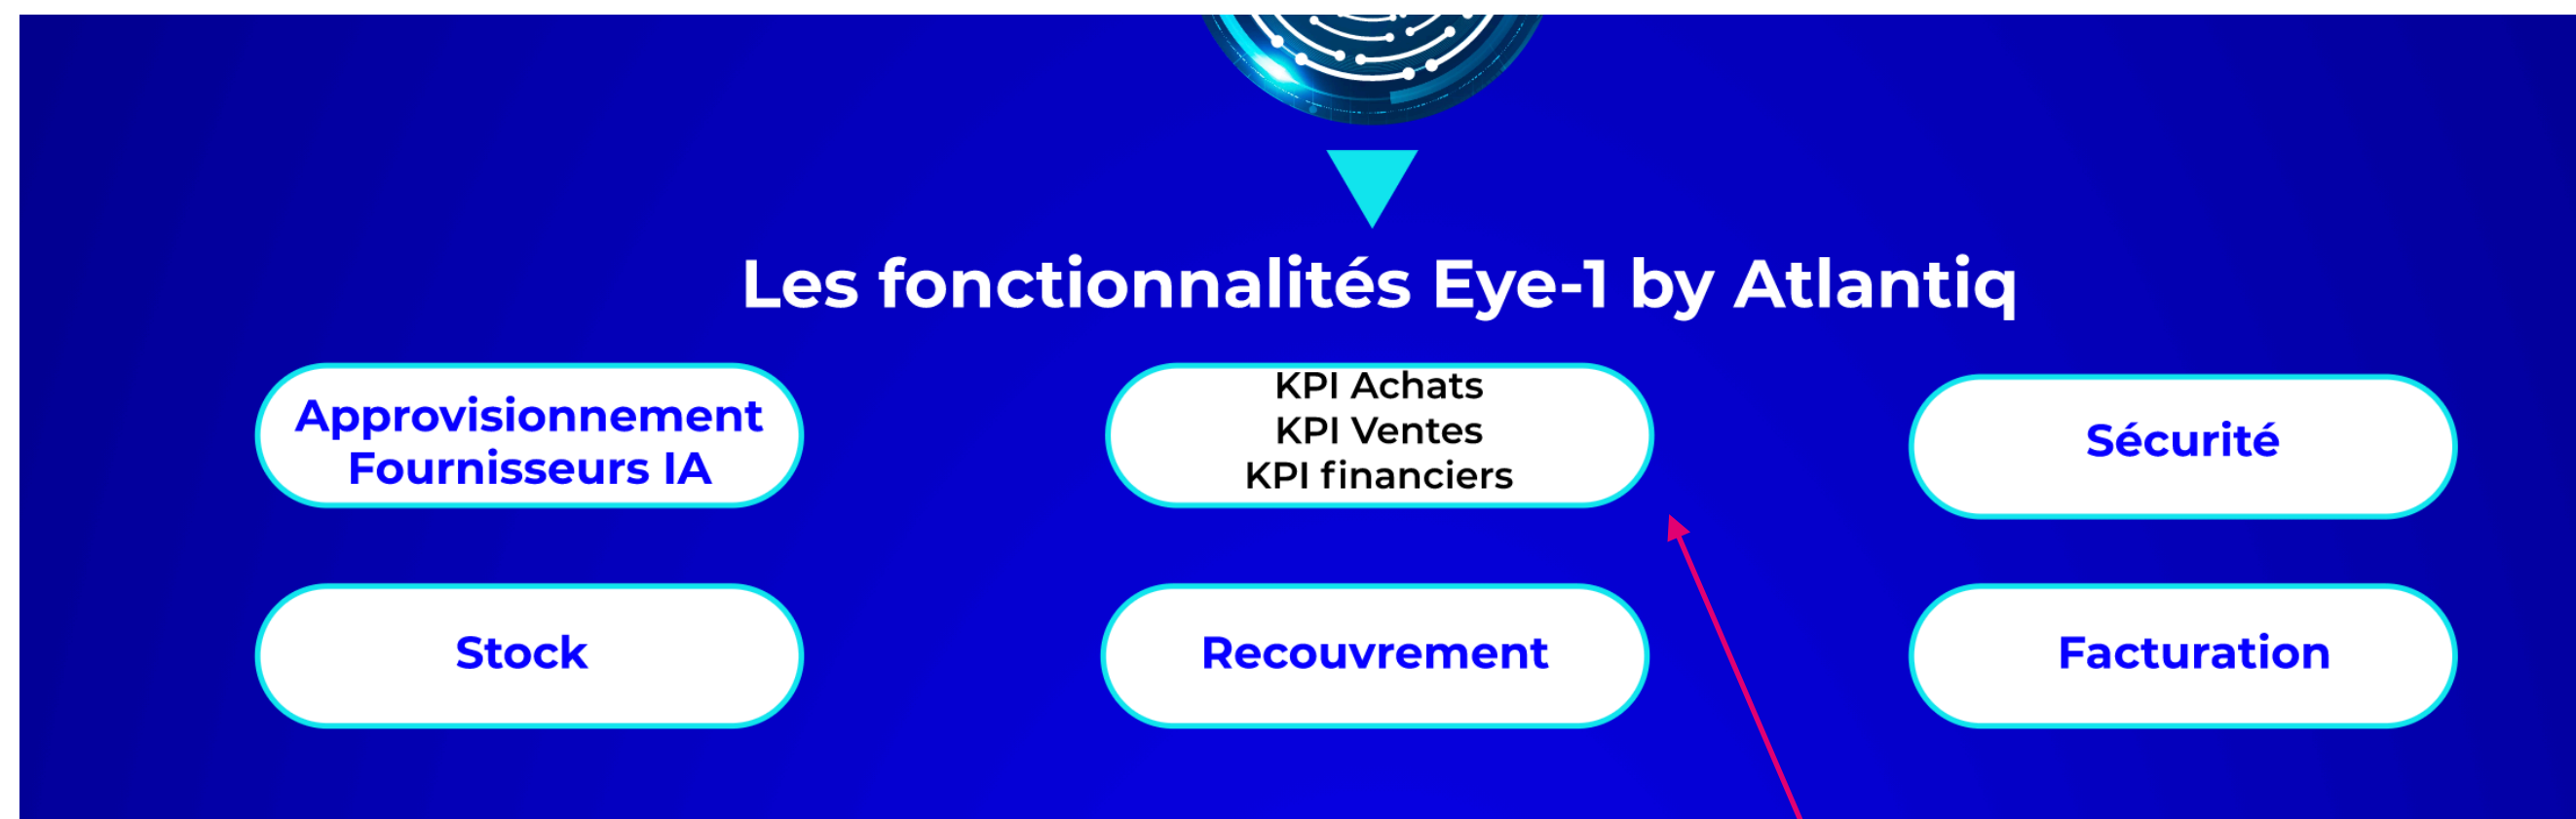 Les fonctionnalités Eye-1 by Atlantiq
Approvisionnement
Fournisseurs IA
KPI Achats
KPI Ventes
KPI financiers
Sécurité
Stock
Recouvrement
Facturation